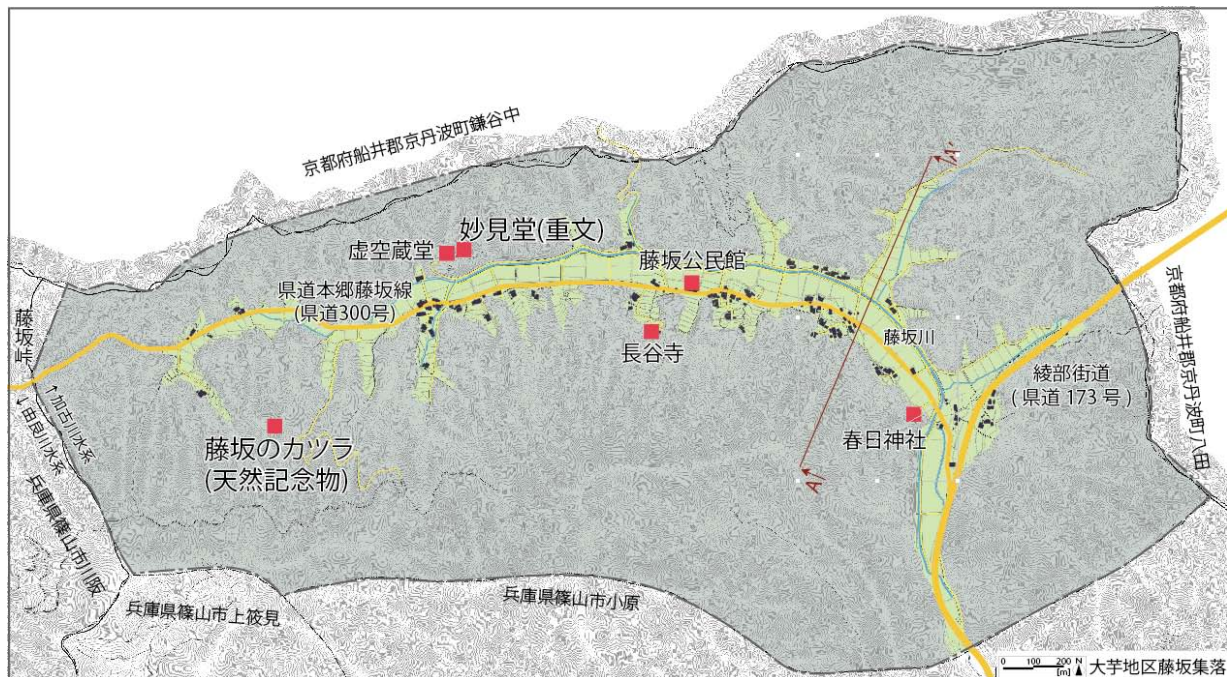 京都府船井郡京丹波町鎌谷中
妙見堂(重文)
虚空蔵堂
藤坂公民館
県道本郷藤坂線
(県道300号)
長谷寺
藤坂川
綾部街道
(県道 173 号)
京都府船井郡京丹波町八田
春日神社
藤坂のカツラ
(天然記念物)
藤坂峠
↑加古川水系
↓由良川水系
兵庫県篠山市川阪
兵庫県篠山市上筱見
兵庫県篠山市小原
A
A'
0 100 200
[m]
N
大芋地区藤坂集落